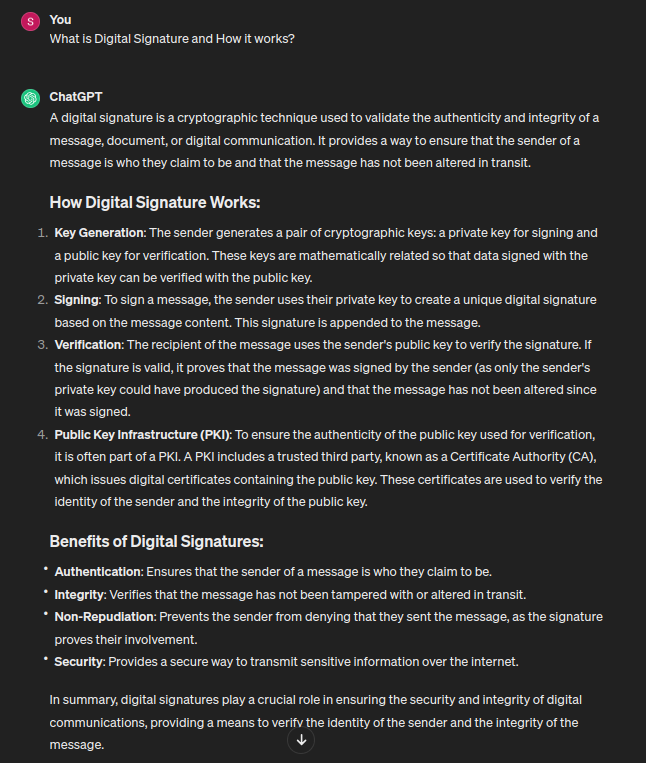 S
You
What is Digital Signature and How it works?
ChatGPT
A digital signature is a cryptographic technique used to validate the authenticity and integrity of a
message, document, or digital communication. It provides a way to ensure that the sender of a
message is who they claim to be and that the message has not been altered in transit.
How Digital Signature Works:
1. Key Generation: The sender generates a pair of cryptographic keys: a private key for signing and
a public key for verification. These keys are mathematically related so that data signed with the
private key can be verified with the public key.
2. Signing: To sign a message, the sender uses their private key to create a unique digital signature
based on the message content. This signature is appended to the message.
3. Verification: The recipient of the message uses the sender's public key to verify the signature. If
the signature is valid, it proves that the message was signed by the sender (as only the sender's
private key could have produced the signature) and that the message has not been altered since
it was signed.
4. Public Key Infrastructure (PKI): To ensure the authenticity of the public key used for verification,
it is often part of a PKI. A PKI includes a trusted third party, known as a Certificate Authority (CA),
which issues digital certificates containing the public key. These certificates are used to verify the
identity of the sender and the integrity of the public key.
Benefits of Digital Signatures:
• Authentication: Ensures that the sender of a message is who they claim to be.
• Integrity: Verifies that the message has not been tampered with or altered in transit.
• Non-Repudiation: Prevents the sender from denying that they sent the message, as the signature
proves their involvement.
• Security: Provides a secure way to transmit sensitive information over the internet.
In summary, digital signatures play a crucial role in ensuring the security and integrity of digital
communications, providing a means to verify the identity of the sender and the integrity of the
message.